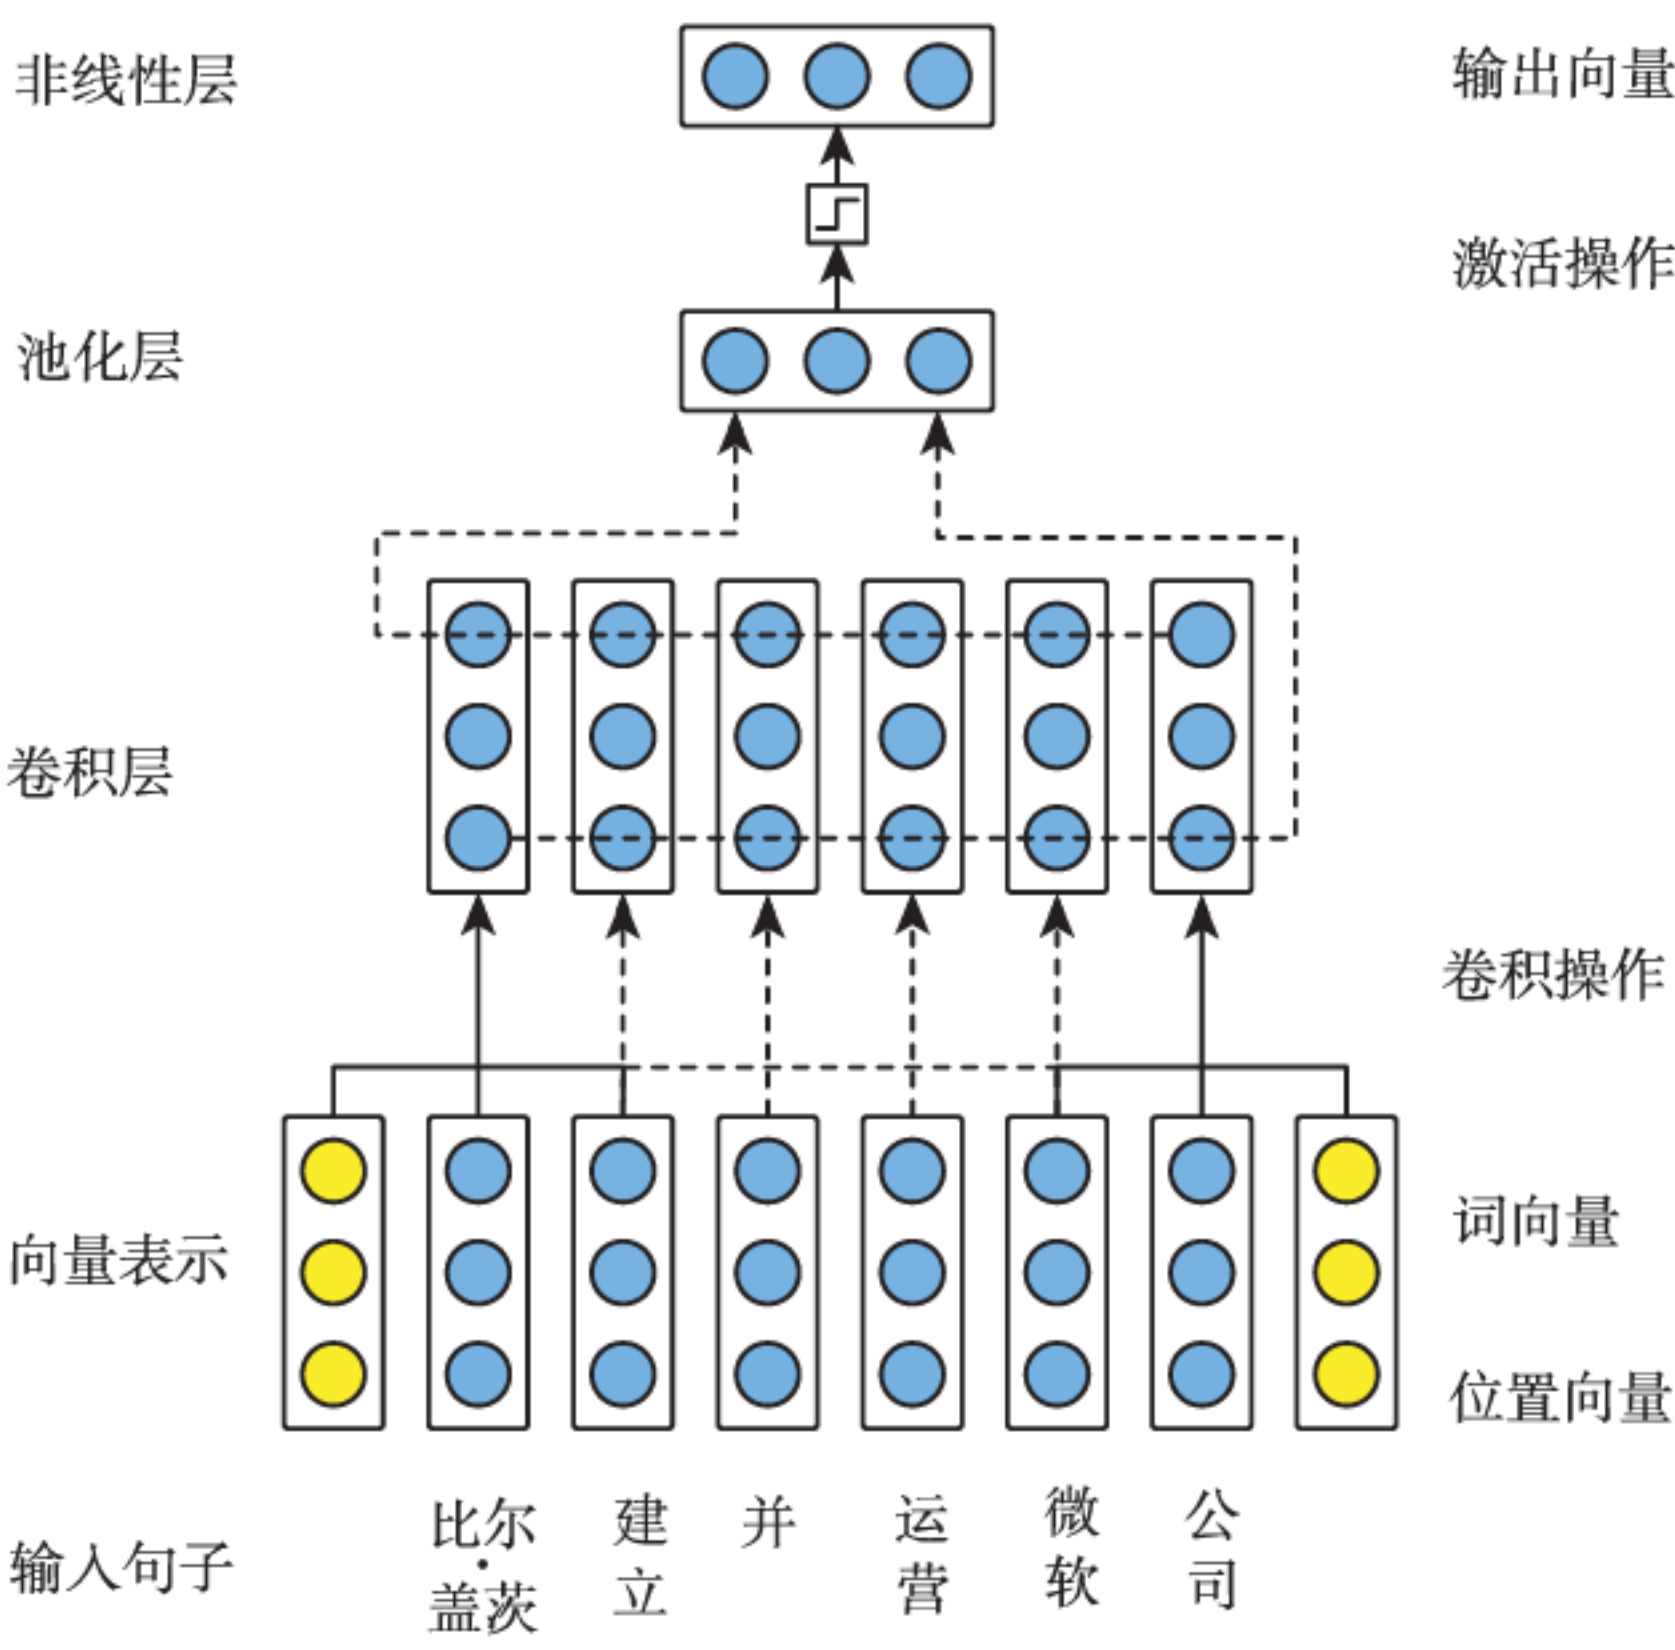 非线性层
输出向量
激活操作
池化层
卷积层
卷积操作
向量表示
词向量
位置向量
输入句子
比尔·盖茨
建立
并
运营
微软
公司